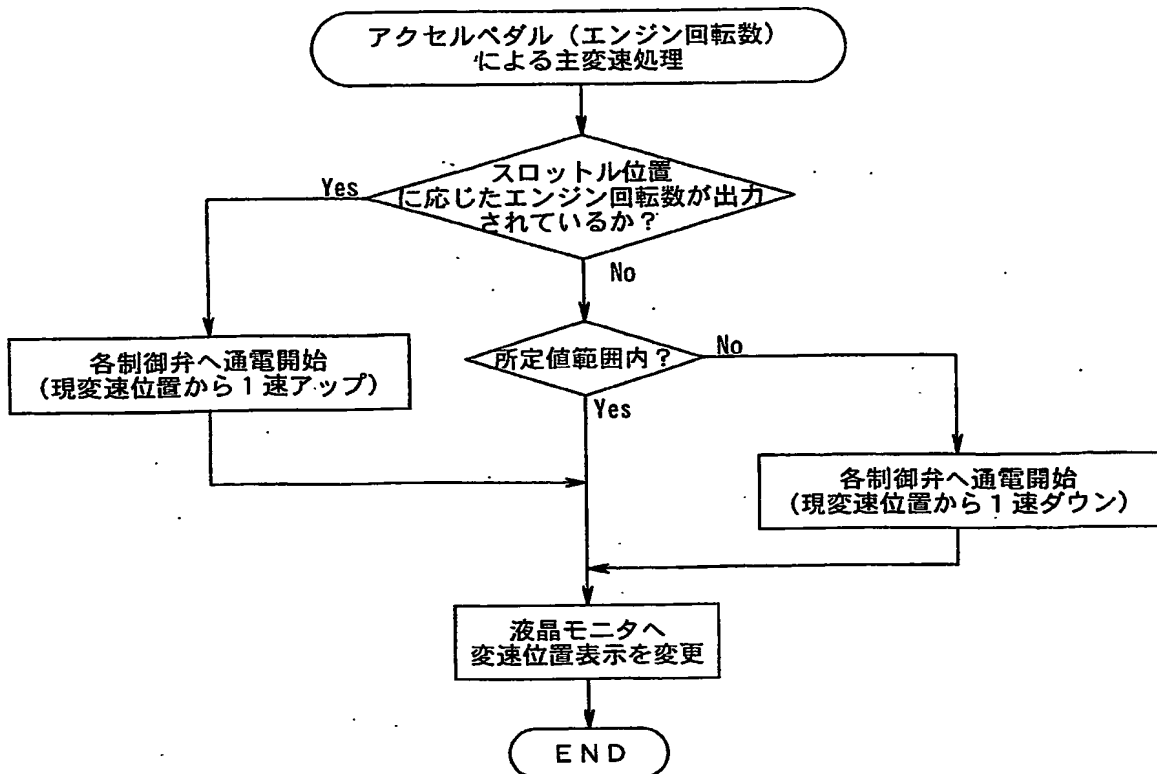 アクセルペダル（エンジン回転数）
による主変速処理
スロットル位置
に応じたエンジン回転数が出力
されているか？
Yes
No
所定値範囲内？
No
Yes
各制御弁へ通電開始
（現変速位置から１速アップ）
各制御弁へ通電開始
（現変速位置から１速ダウン）
液晶モニタへ
変速位置表示を変更
ＥＮＤ